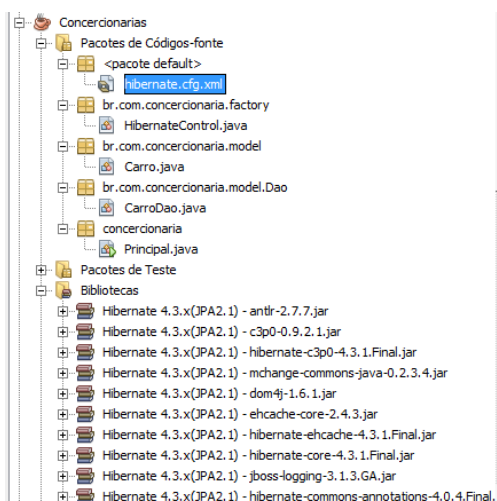 Concercionarias
Pacotes de Códigos-fonte
<pacote default>
hibernate.cfg.xml
br.com.concercionaria.factory
HibernateControl.java
br.com.concercionaria.model
Carro.java
br.com.concercionaria.model.Dao
CarroDao.java
concercionaria
Principal.java
Pacotes de Teste
Bibliotecas
Hibernate 4.3.x(JPA2.1) - antlr-2.7.7.jar
Hibernate 4.3.x(JPA2.1) - c3p0-0.9.2.1.jar
Hibernate 4.3.x(JPA2.1) - hibernate-c3p0-4.3.1.Final.jar
Hibernate 4.3.x(JPA2.1) - mchange-commons-java-0.2.3.4.jar
Hibernate 4.3.x(JPA2.1) - dom4j-1.6.1.jar
Hibernate 4.3.x(JPA2.1) - ehcache-core-2.4.3.jar
Hibernate 4.3.x(JPA2.1) - hibernate-ehcache-4.3.1.Final.jar
Hibernate 4.3.x(JPA2.1) - hibernate-core-4.3.1.Final.jar
Hibernate 4.3.x(JPA2.1) - jboss-logging-3.1.3.GA.jar
Hibernate 4.3.x(JPA2.1) - hibernate-commons-annotations-4.0.4.Final.